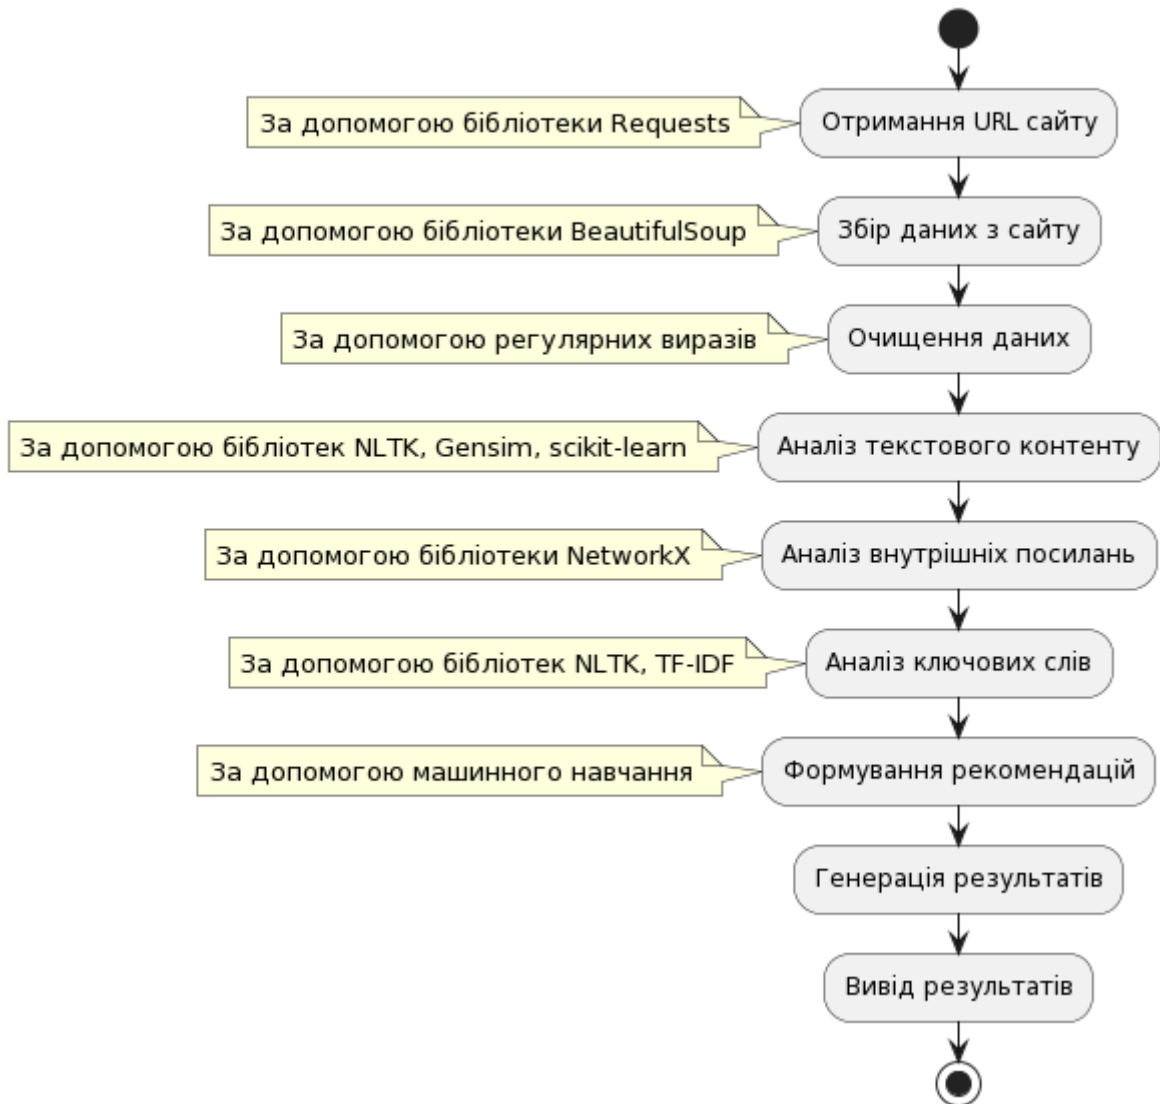 За допомогою бібліотеки Requests
Отримання URL сайту
За допомогою бібліотеки BeautifulSoup
Збір даних з сайту
За допомогою регулярних виразів
Очищення даних
За допомогою бібліотек NLTK, Gensim, scikit-learn
Аналіз текстового контенту
За допомогою бібліотеки NetworkX
Аналіз внутрішніх посилань
За допомогою бібліотек NLTK, TF-IDF
Аналіз ключових слів
За допомогою машинного навчання
Формування рекомендацій
Генерація результатів
Вивід результатів